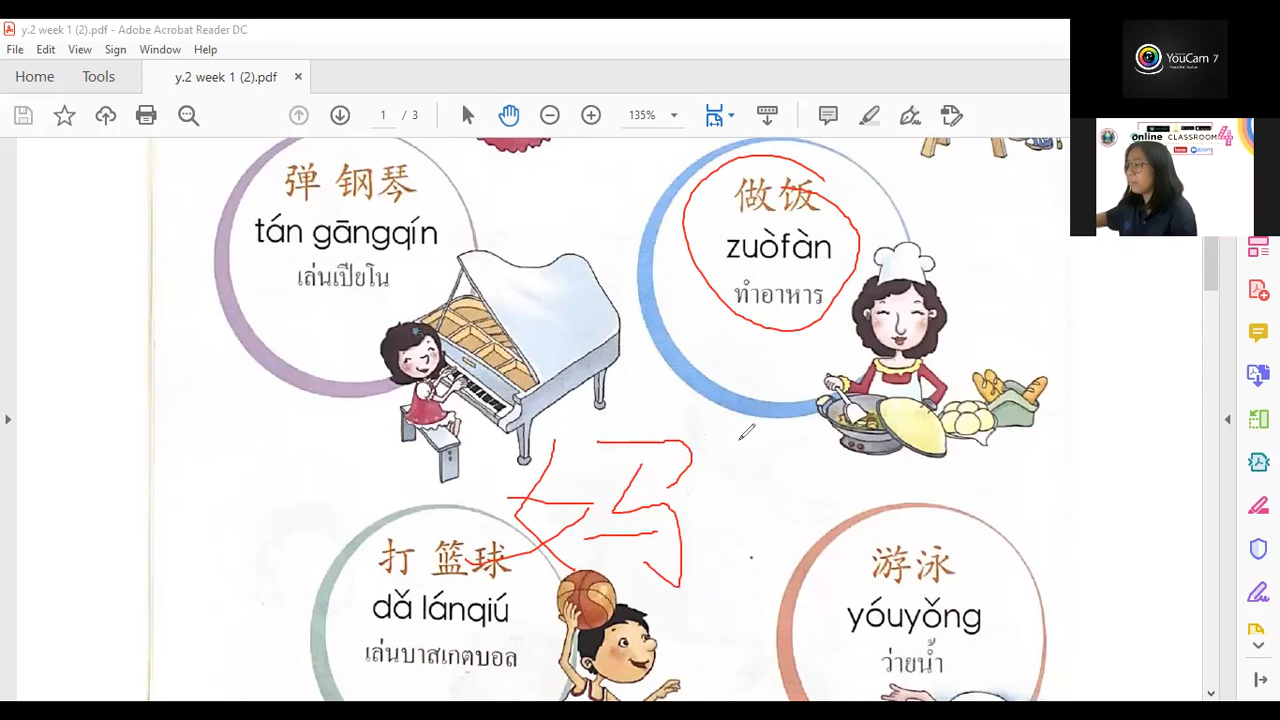 y.2 week 1 (2).pdf - Adobe Acrobat Reader DC
File Edit View Sign Window Help
Home Tools y.2 week 1 (2).pdf ×
1 / 3 135%
YouCam 7
online CLASSROOM 4
zoom
弹 钢琴
tán gāngqín
เล่นเปียโน
做饭
zuòfàn
ทำอาหาร
妈
打 篮球
dǎ lánqiú
เล่นบาสเกตบอล
游泳
yóuyǒng
ว่ายน้ำ